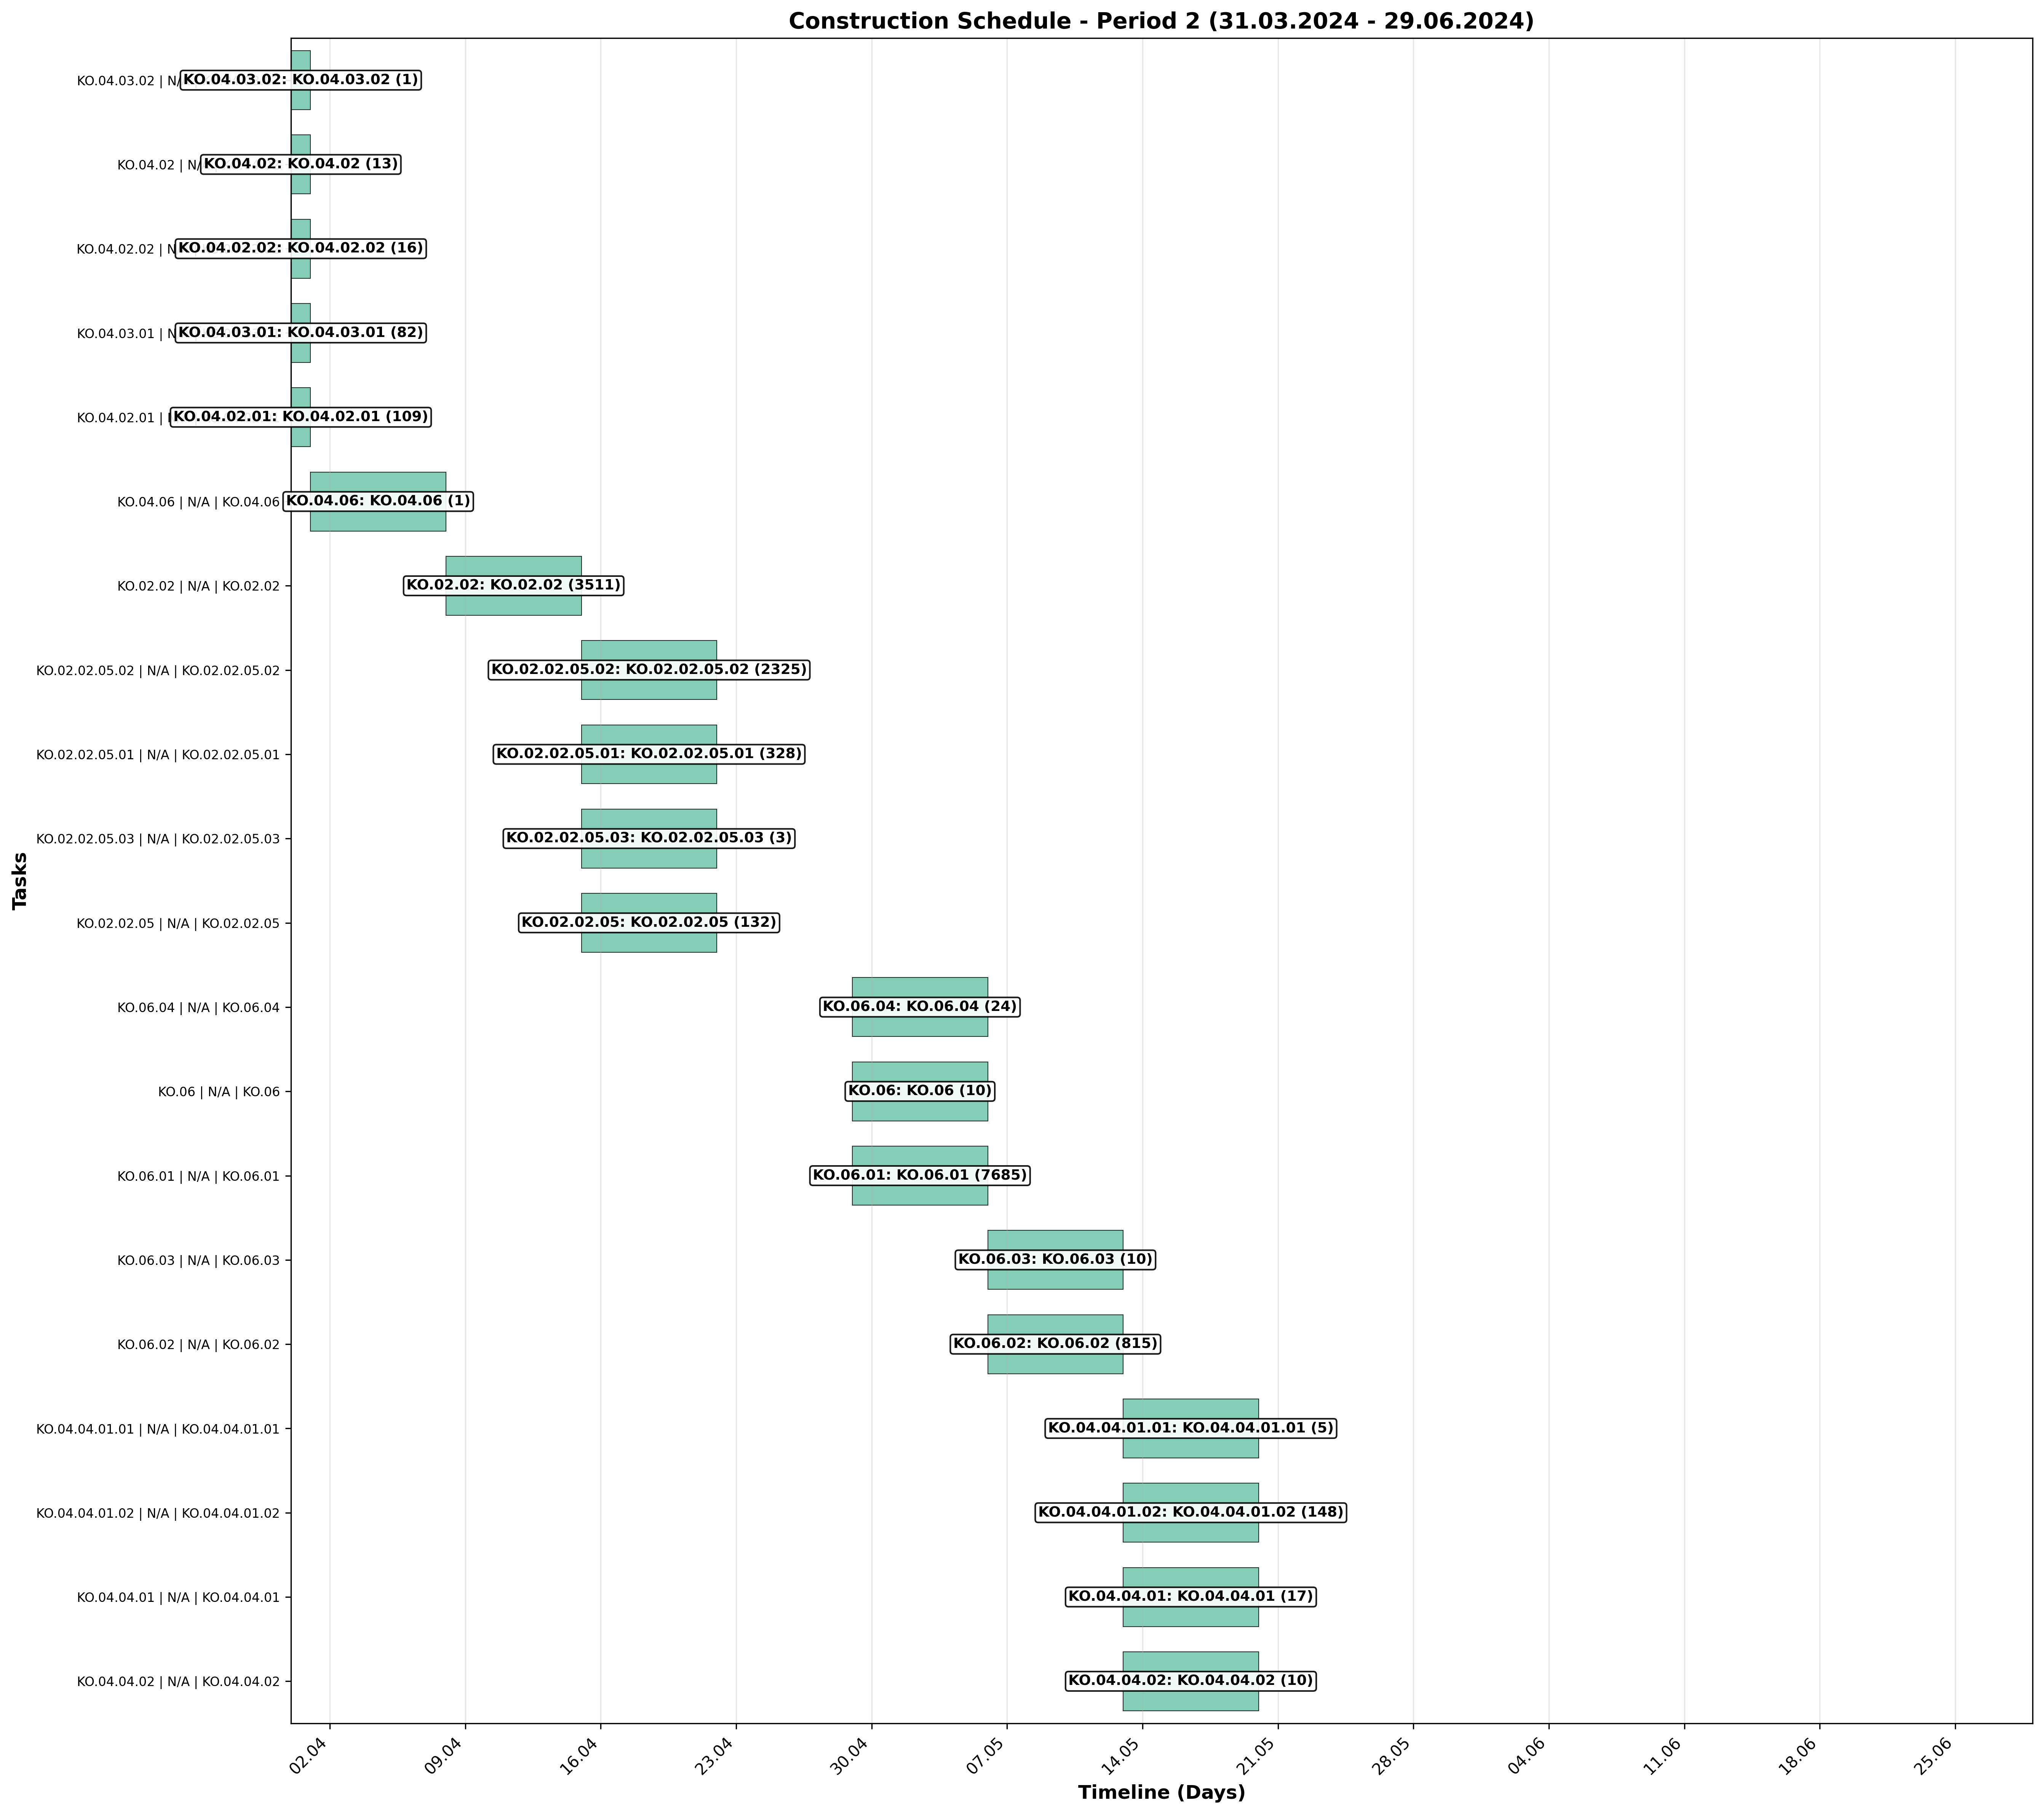 Construction Schedule - Period 2 (31.03.2024 - 29.06.2024)
KO.04.03.02 | N/ KO.04.03.02: KO.04.03.02 (1)
KO.04.02 | N/ KO.04.02: KO.04.02 (13)
KO.04.02.02 | N KO.04.02.02: KO.04.02.02 (16)
KO.04.03.01 | N KO.04.03.01: KO.04.03.01 (82)
KO.04.02.01 | KO.04.02.01: KO.04.02.01 (109)
KO.04.06 | N/A | KO.04.06 KO.04.06: KO.04.06 (1)
KO.02.02 | N/A | KO.02.02 KO.02.02: KO.02.02 (3511)
KO.02.02.05.02 | N/A | KO.02.02.05.02 KO.02.02.05.02: KO.02.02.05.02 (2325)
KO.02.02.05.01 | N/A | KO.02.02.05.01 KO.02.02.05.01: KO.02.02.05.01 (328)
KO.02.02.05.03 | N/A | KO.02.02.05.03 KO.02.02.05.03: KO.02.02.05.03 (3)
KO.02.02.05 | N/A | KO.02.02.05 KO.02.02.05: KO.02.02.05 (132)
KO.06.04 | N/A | KO.06.04 KO.06.04: KO.06.04 (24)
KO.06 | N/A | KO.06 KO.06: KO.06 (10)
KO.06.01 | N/A | KO.06.01 KO.06.01: KO.06.01 (7685)
KO.06.03 | N/A | KO.06.03 KO.06.03: KO.06.03 (10)
KO.06.02 | N/A | KO.06.02 KO.06.02: KO.06.02 (815)
KO.04.04.01.01 | N/A | KO.04.04.01.01 KO.04.04.01.01: KO.04.04.01.01 (5)
KO.04.04.01.02 | N/A | KO.04.04.01.02 KO.04.04.01.02: KO.04.04.01.02 (148)
KO.04.04.01 | N/A | KO.04.04.01 KO.04.04.01: KO.04.04.01 (17)
KO.04.04.02 | N/A | KO.04.04.02 KO.04.04.02: KO.04.04.02 (10)
Tasks
02.04 09.04 16.04 23.04 30.04 07.05 14.05 21.05 28.05 04.06 11.06 18.06 25.06
Timeline (Days)